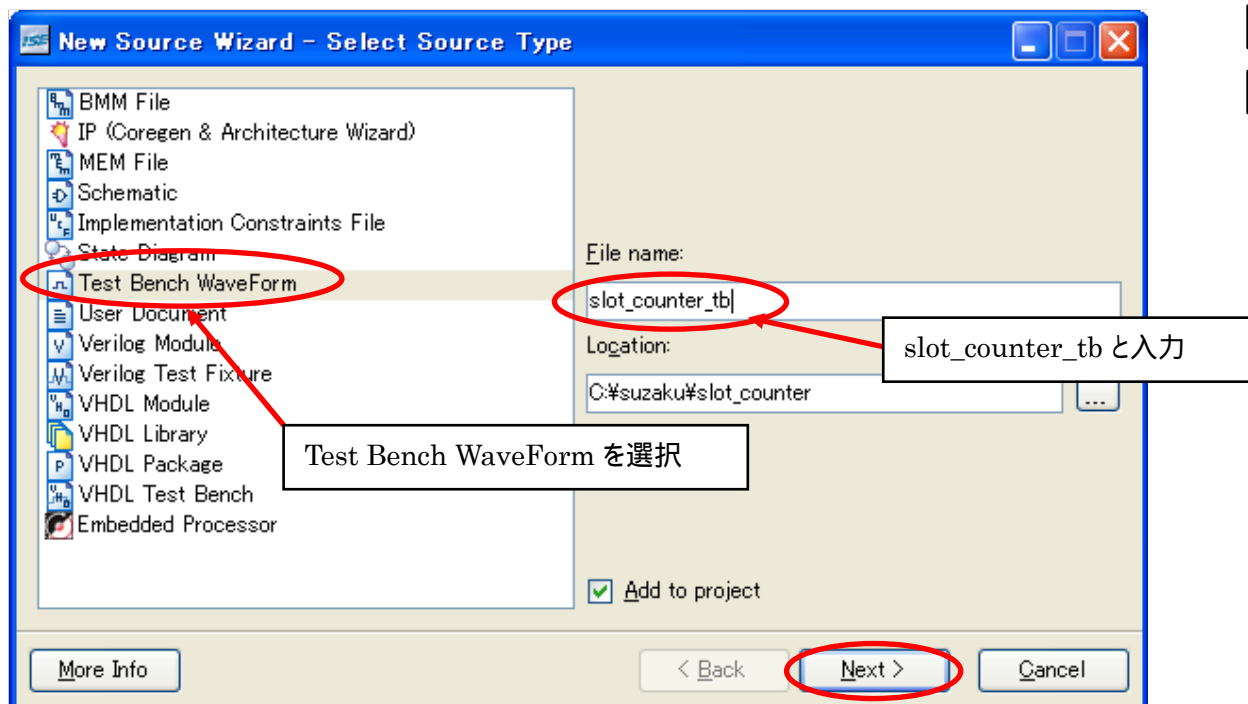 ISE New Source Wizard - Select Source Type
BMM File
IP (Coregen & Architecture Wizard)
MEM File
Schematic
Implementation Constraints File
State Diagram
Test Bench WaveForm
User Document
Verilog Module
Verilog Test Fixture
VHDL Module
VHDL Library
VHDL Package
VHDL Test Bench
Embedded Processor
Test Bench WaveForm を選択
File name:
slot_counter_tb
slot_counter_tb と入力
Location:
C:¥suzaku¥slot_counter
...
Add to project
More Info
< Back
Next >
Cancel